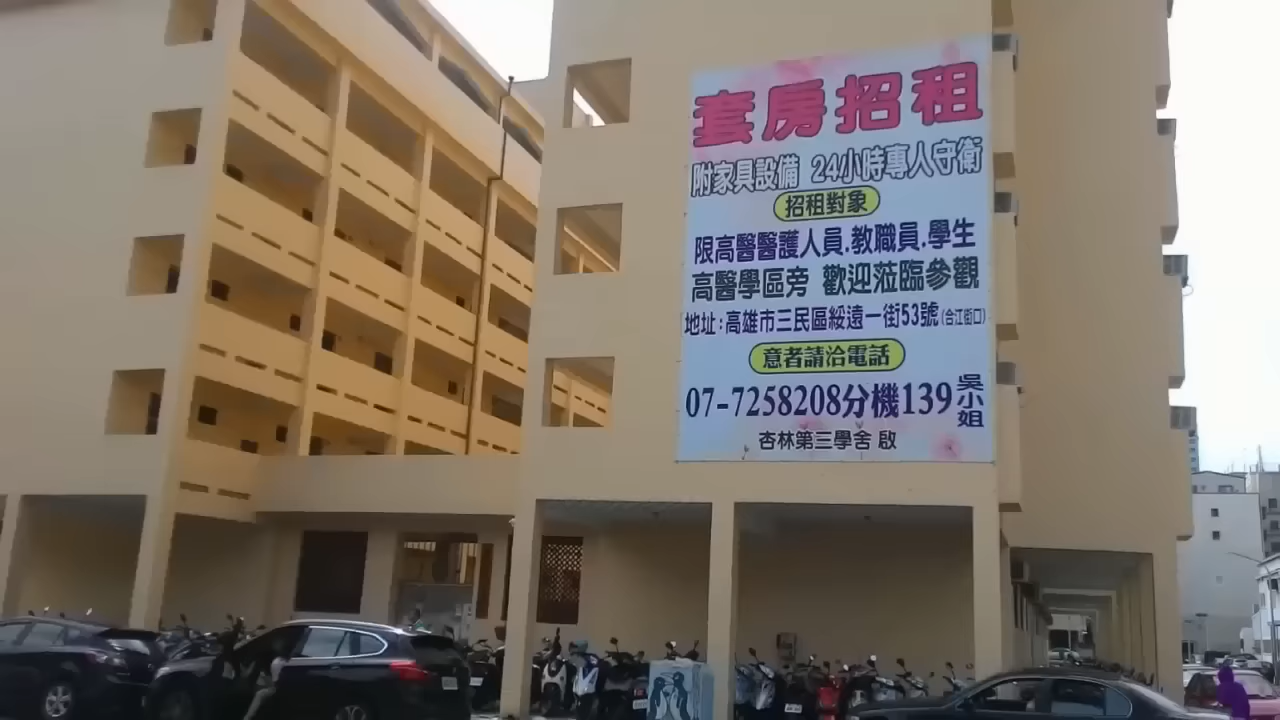 套房招租
附家具設備 24小時專人守衛
招租對象
限高醫醫護人員.教職員.學生
高醫學區旁 歡迎蒞臨參觀
地址:高雄市三民區綏遠一街53號(合江街口)
意者請洽電話
07-7258208分機139吳小姐
杏林第三學舍 啟